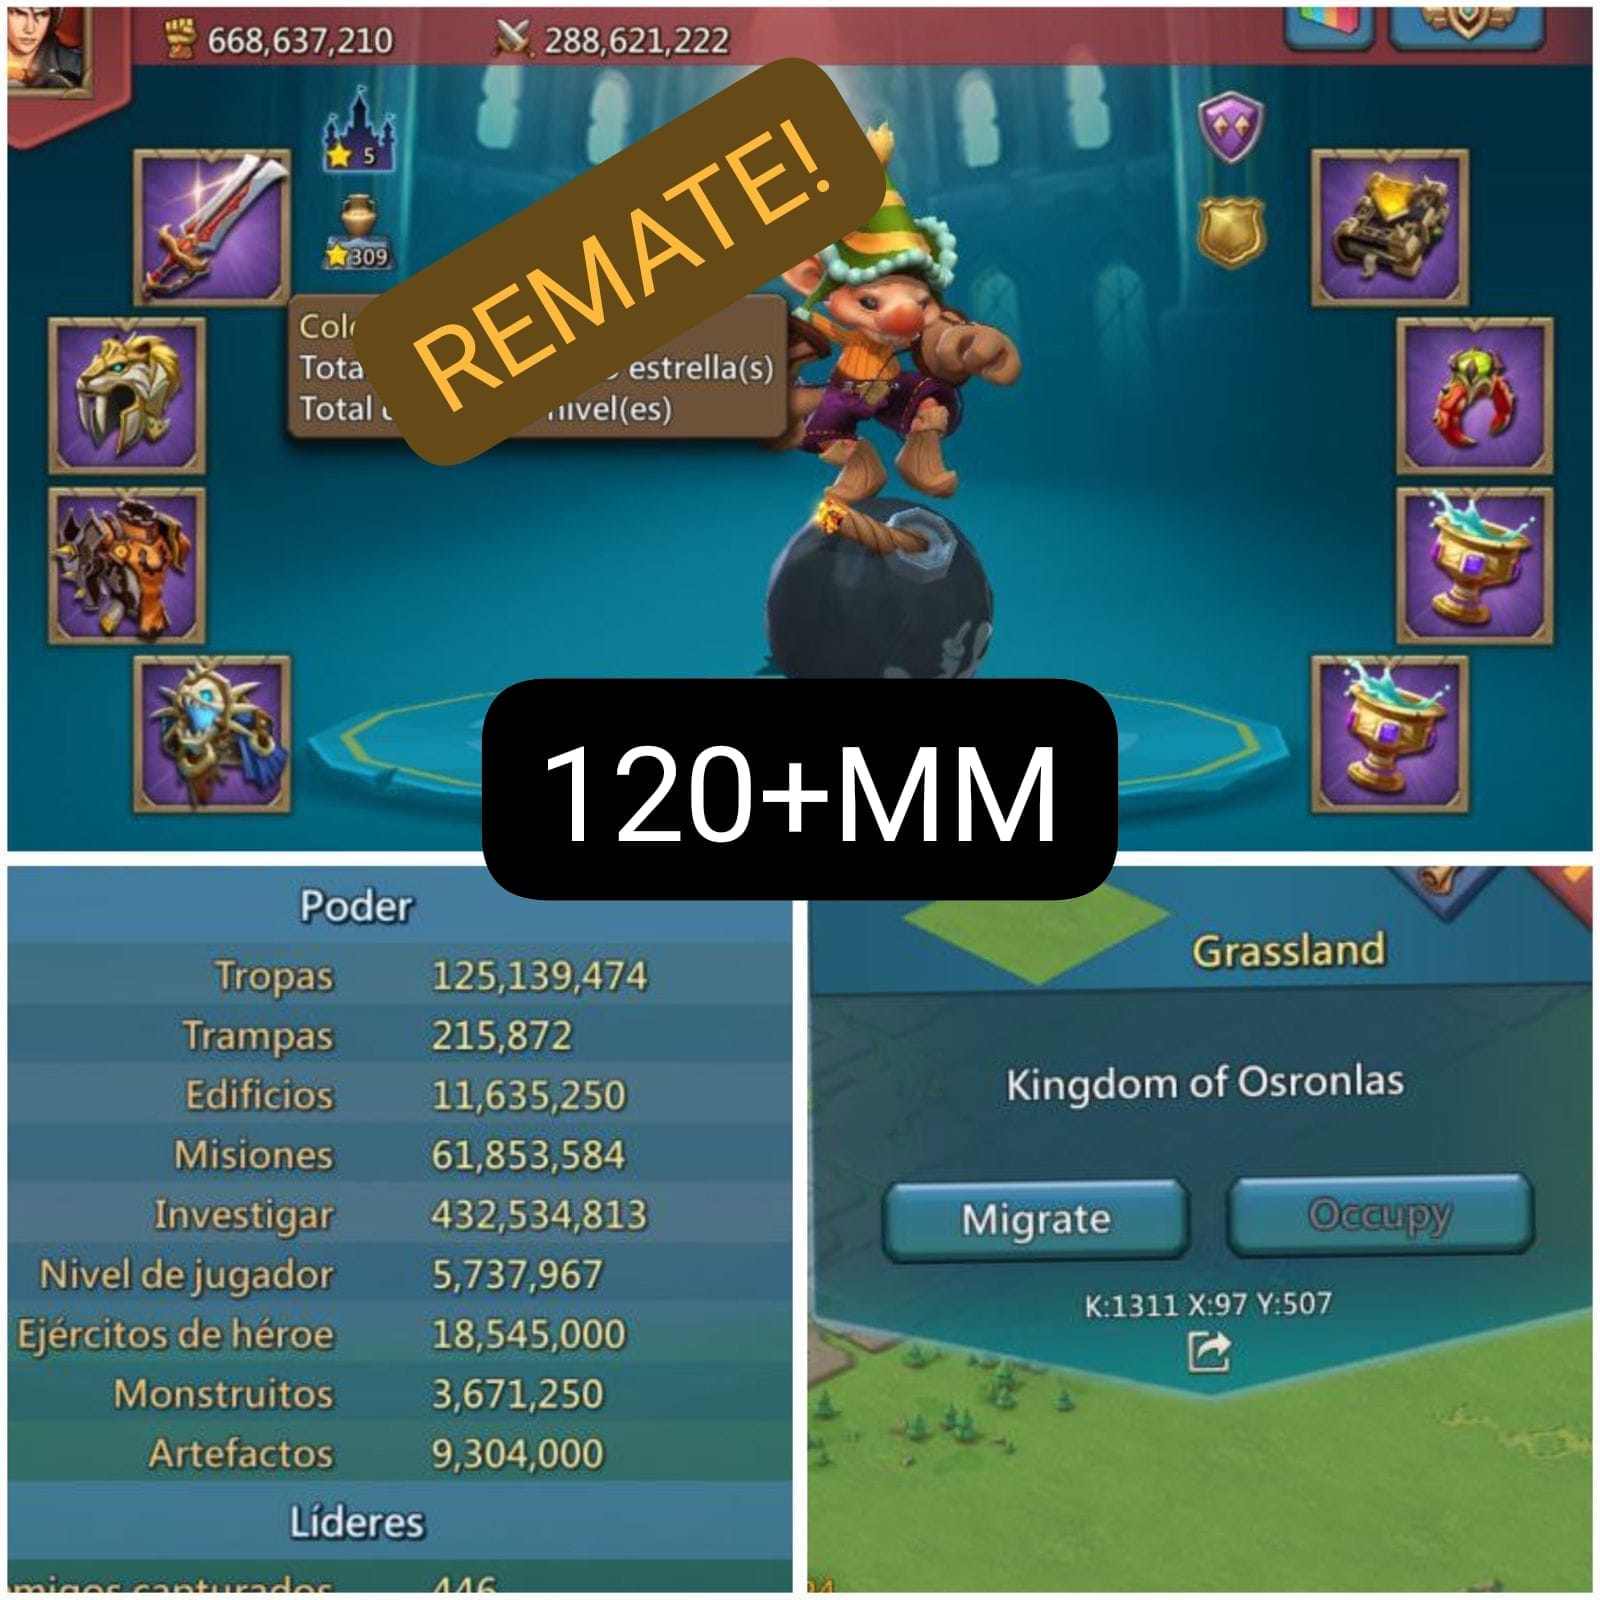 668,637,210
288,621,222
5
309
REMATE!
estrella(s)
Total
nivel(es)
120+MM
Poder
Tropas 125,139,474
Trampas 215,872
Edificios 11,635,250
Misiones 61,853,584
Investigar 432,534,813
Nivel de jugador 5,737,967
Ejércitos de héroe 18,545,000
Monstruitos 3,671,250
Artefactos 9,304,000
Líderes
capturados 446
Grassland
Kingdom of Osronlas
Migrate
Occupy
K:1311 X:97 Y:507